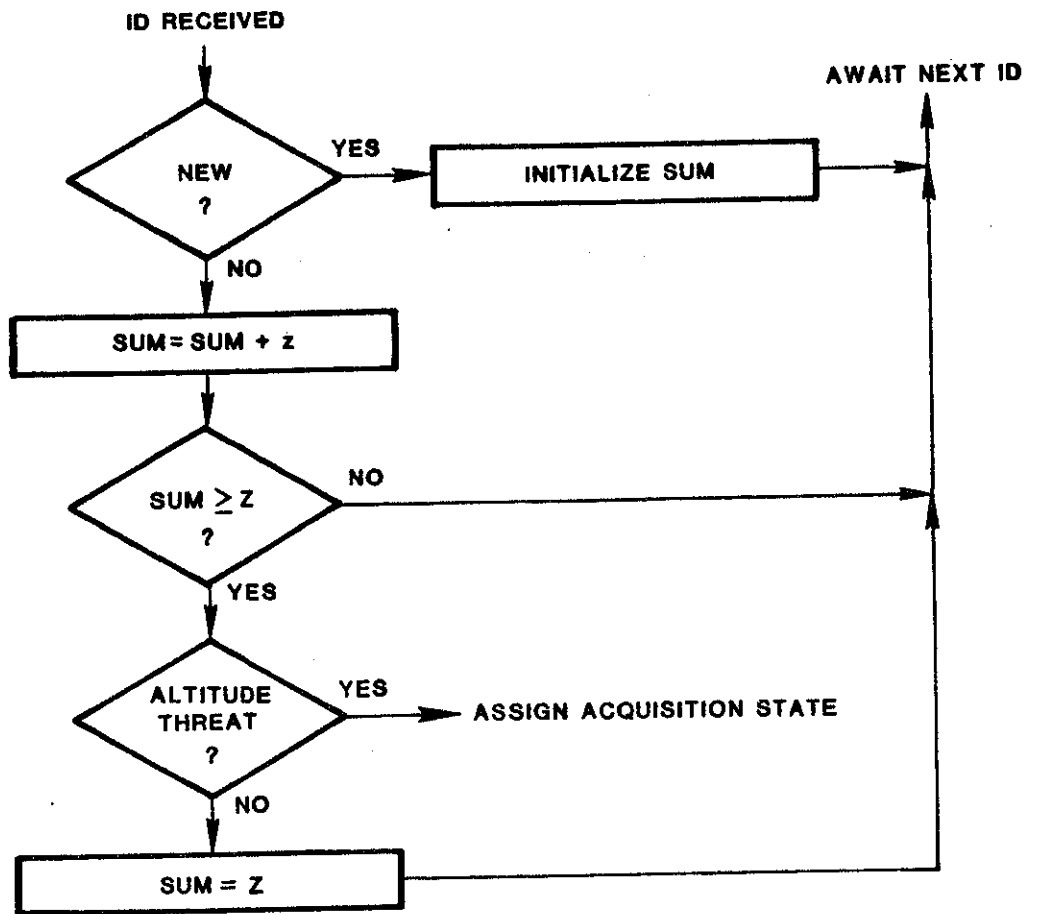 ID RECEIVED
AWAIT NEXT ID
NEW
?
YES
INITIALIZE SUM
NO
SUM = SUM + z
SUM ≥ Z
?
NO
YES
ALTITUDE
THREAT
?
YES
ASSIGN ACQUISITION STATE
NO
SUM = Z